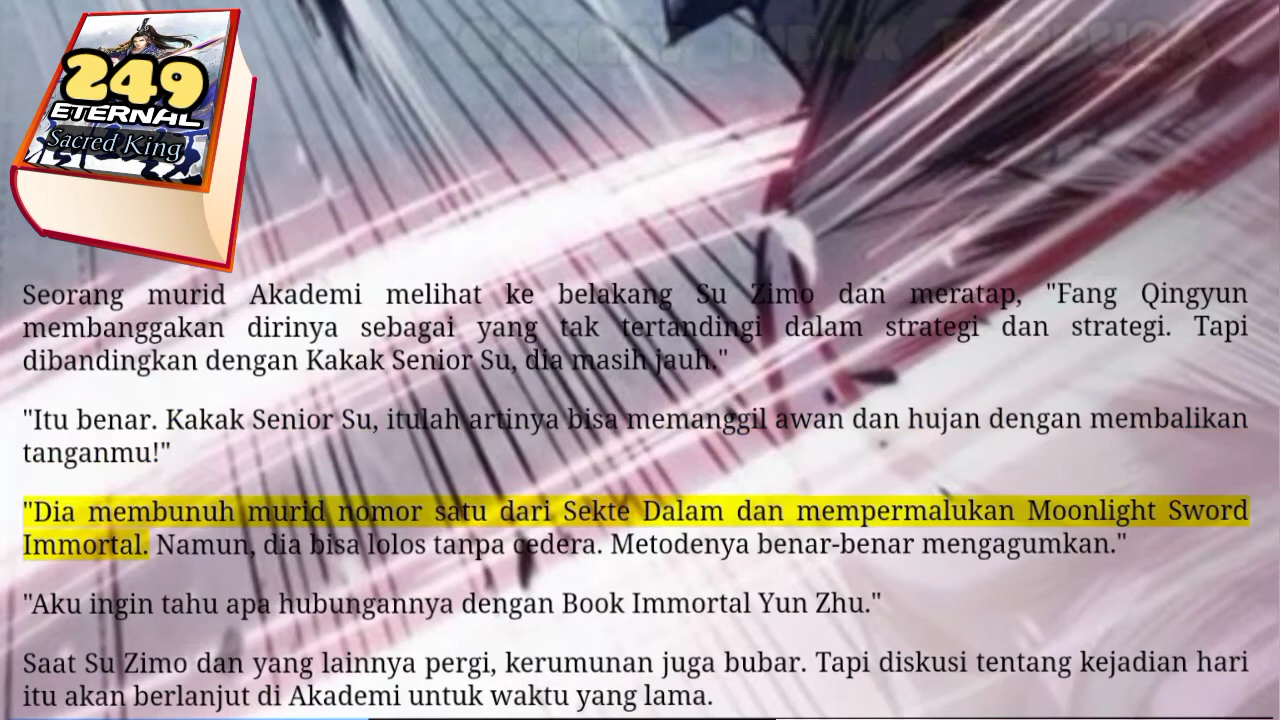 249
ETERNAL
Sacred King
Seorang murid Akademi melihat ke belakang Su Zimo dan meratap, "Fang Qingyun
membanggakan dirinya sebagai yang tak tertandingi dalam strategi dan strategi. Tapi
dibandingkan dengan Kakak Senior Su, dia masih jauh."
"Itu benar. Kakak Senior Su, itulah artinya bisa memanggil awan dan hujan dengan membalikan
tanganmu!"
"Dia membunuh murid nomor satu dari Sekte Dalam dan mempermalukan Moonlight Sword
Immortal. Namun, dia bisa lolos tanpa cedera. Metodenya benar-benar mengagumkan."
"Aku ingin tahu apa hubungannya dengan Book Immortal Yun Zhu."
Saat Su Zimo dan yang lainnya pergi, kerumunan juga bubar. Tapi diskusi tentang kejadian hari
itu akan berlanjut di Akademi untuk waktu yang lama.